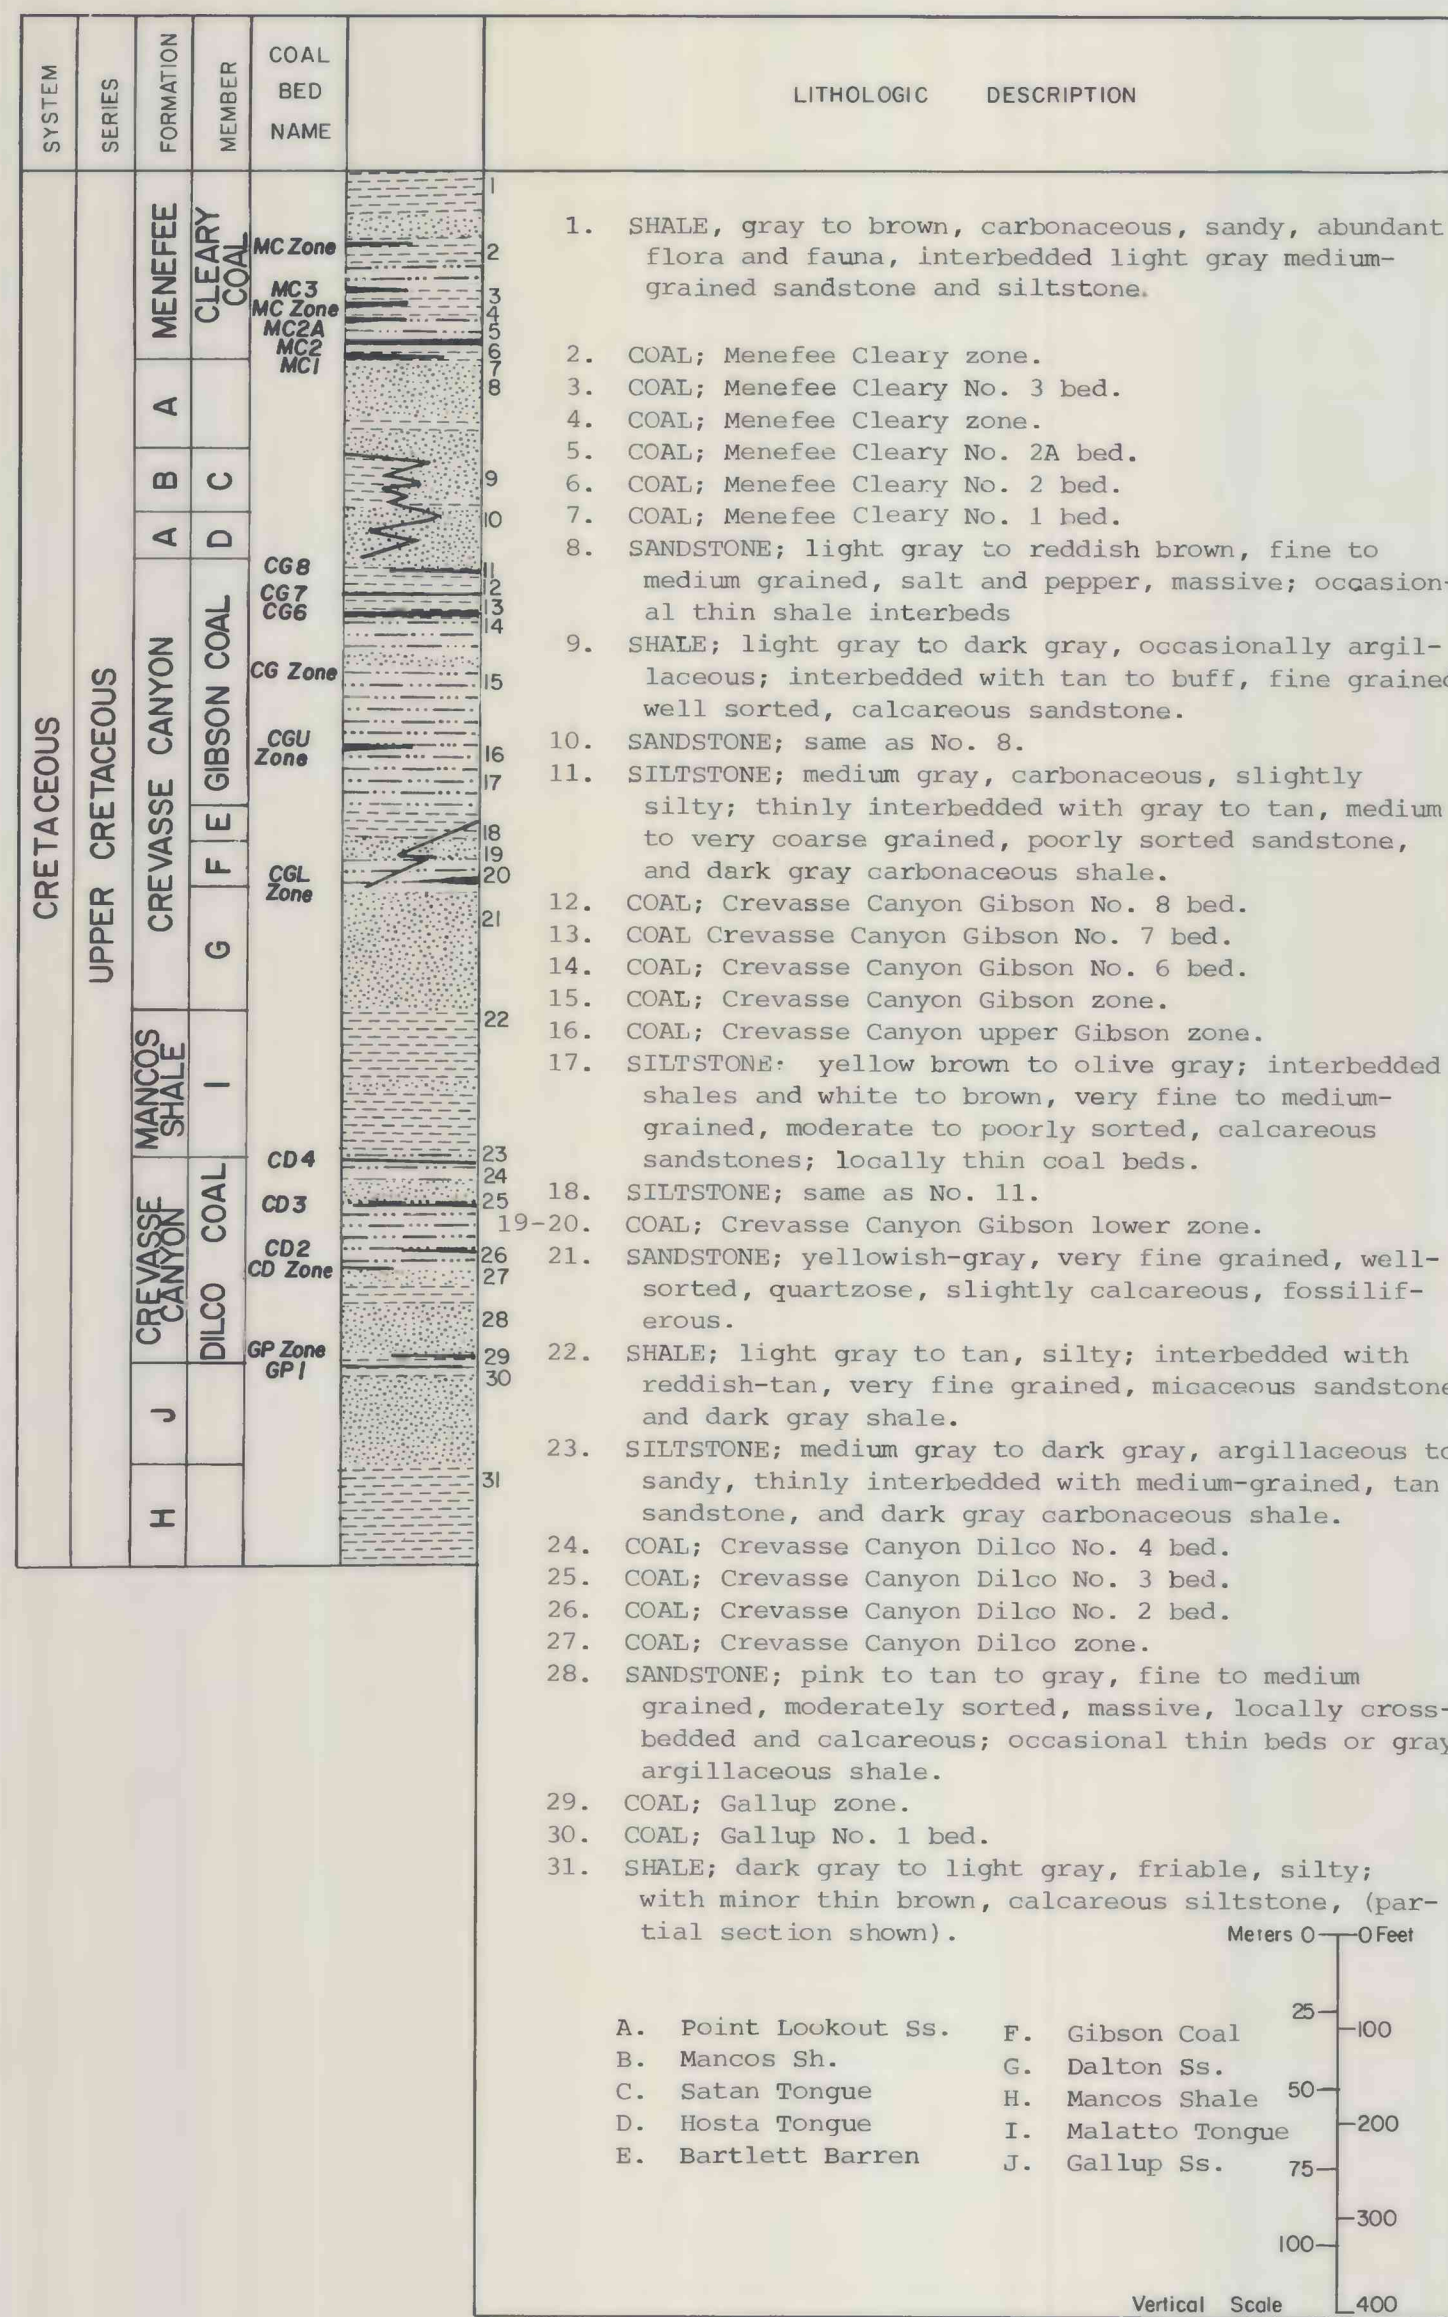 SYSTEM
SERIES
FORMATION
MEMBER
COAL
BED
NAME
LITHOLOGIC DESCRIPTION
CRETACEOUS
UPPER CRETACEOUS
MENEFEE
A
B
A
CREVASSE CANYON
MANCOS
SHALE
CREVASSE
CANYON
J
H
CLEARY
COAL
C
D
GIBSON COAL
E
F
G
I
DILCO COAL
MC Zone
MC3
MC Zone
MC2A
MC2
MC1
CG8
CG7
CG6
CG Zone
CGU
Zone
CGL
Zone
CD4
CD3
CD2
CD Zone
GP Zone
GP1
1
2
3
4
5
6
7
8
9
10
11
12
13
14
15
16
17
18
19
20
21
22
23
24
25
26
27
28
29
30
31
1. SHALE, gray to brown, carbonaceous, sandy, abundant
flora and fauna, interbedded light gray medium-
grained sandstone and siltstone.
2. COAL; Menefee Cleary zone.
3. COAL; Menefee Cleary No. 3 bed.
4. COAL; Menefee Cleary zone.
5. COAL; Menefee Cleary No. 2A bed.
6. COAL; Menefee Cleary No. 2 bed.
7. COAL; Menefee Cleary No. 1 bed.
8. SANDSTONE; light gray to reddish brown, fine to
medium grained, salt and pepper, massive; occasion-
al thin shale interbeds
9. SHALE; light gray to dark gray, occasionally argil-
laceous; interbedded with tan to buff, fine grained
well sorted, calcareous sandstone.
10. SANDSTONE; same as No. 8.
11. SILTSTONE; medium gray, carbonaceous, slightly
silty; thinly interbedded with gray to tan, medium
to very coarse grained, poorly sorted sandstone,
and dark gray carbonaceous shale.
12. COAL; Crevasse Canyon Gibson No. 8 bed.
13. COAL Crevasse Canyon Gibson No. 7 bed.
14. COAL; Crevasse Canyon Gibson No. 6 bed.
15. COAL; Crevasse Canyon Gibson zone.
16. COAL; Crevasse Canyon upper Gibson zone.
17. SILTSTONE: yellow brown to olive gray; interbedded
shales and white to brown, very fine to medium-
grained, moderate to poorly sorted, calcareous
sandstones; locally thin coal beds.
18. SILTSTONE; same as No. 11.
19-20. COAL; Crevasse Canyon Gibson lower zone.
21. SANDSTONE; yellowish-gray, very fine grained, well-
sorted, quartzose, slightly calcareous, fossilif-
erous.
22. SHALE; light gray to tan, silty; interbedded with
reddish-tan, very fine grained, micaceous sandstone
and dark gray shale.
23. SILTSTONE; medium gray to dark gray, argillaceous to
sandy, thinly interbedded with medium-grained, tan
sandstone, and dark gray carbonaceous shale.
24. COAL; Crevasse Canyon Dilco No. 4 bed.
25. COAL; Crevasse Canyon Dilco No. 3 bed.
26. COAL; Crevasse Canyon Dilco No. 2 bed.
27. COAL; Crevasse Canyon Dilco zone.
28. SANDSTONE; pink to tan to gray, fine to medium
grained, moderately sorted, massive, locally cross-
bedded and calcareous; occasional thin beds or gray
argillaceous shale.
29. COAL; Gallup zone.
30. COAL; Gallup No. 1 bed.
31. SHALE; dark gray to light gray, friable, silty;
with minor thin brown, calcareous siltstone, (par-
tial section shown).
A. Point Lookout Ss.
B. Mancos Sh.
C. Satan Tongue
D. Hosta Tongue
E. Bartlett Barren
F. Gibson Coal
G. Dalton Ss.
H. Mancos Shale
I. Malatto Tongue
J. Gallup Ss.
Meters 0 0 Feet
25
100
50
200
75
300
100
400
Vertical Scale